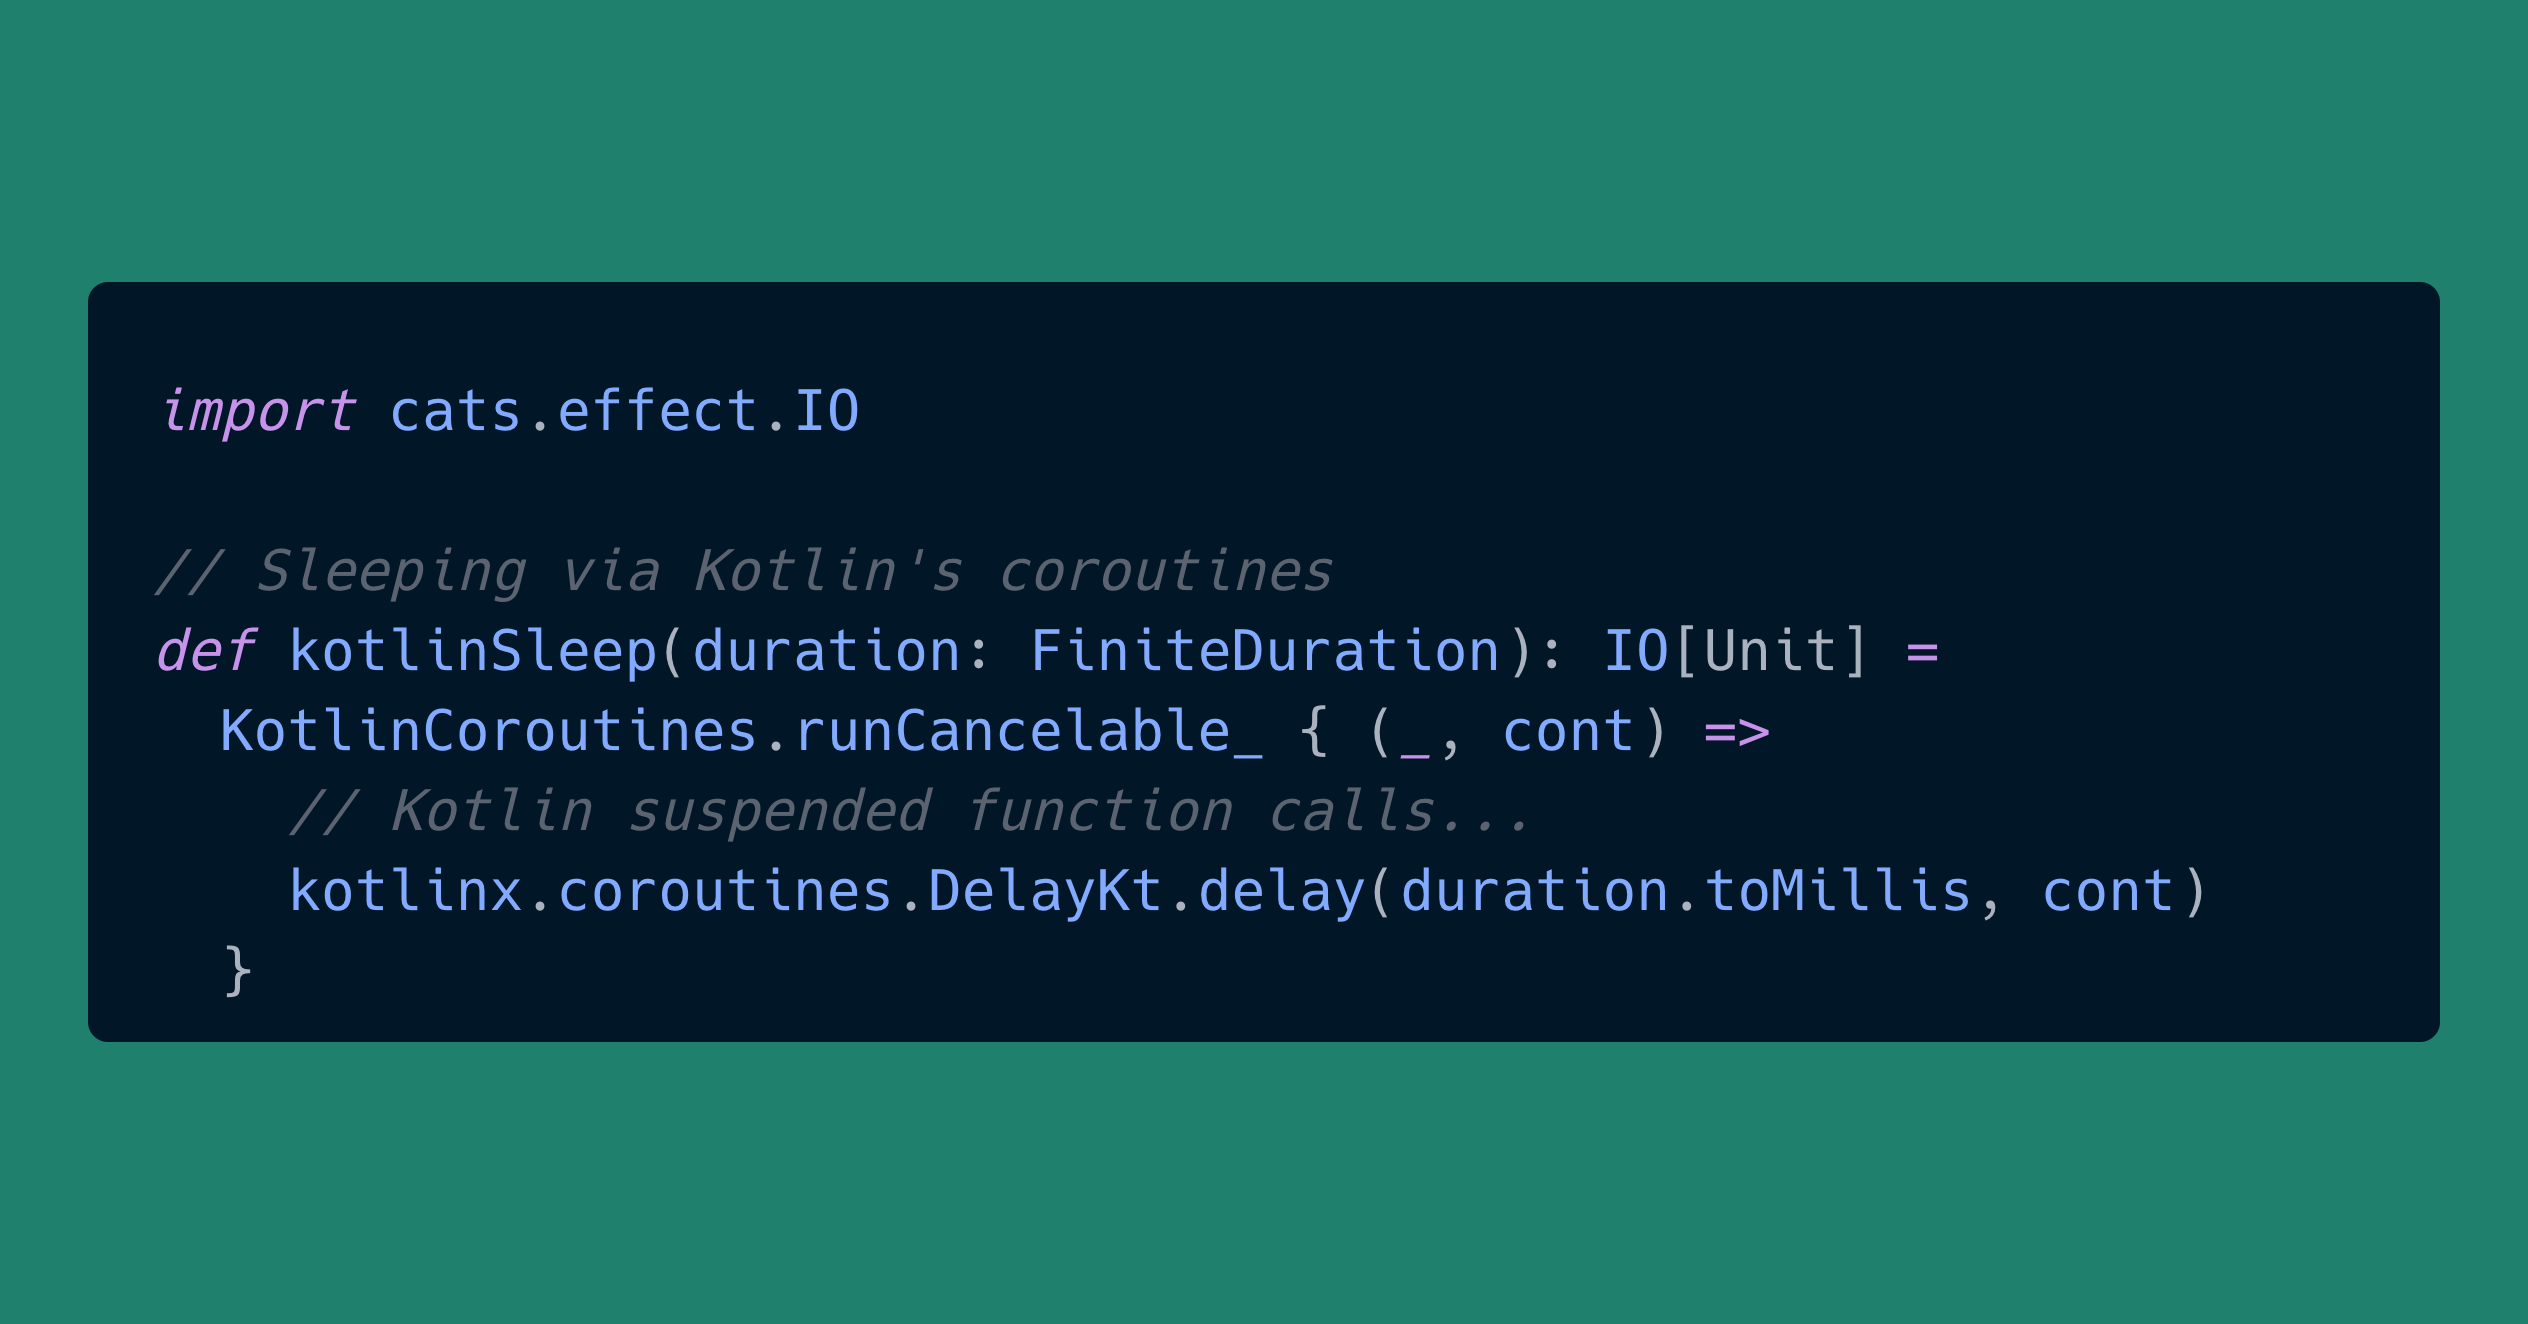 import cats.effect.IO

// Sleeping via Kotlin's coroutines
def kotlinSleep(duration: FiniteDuration): IO[Unit] =
  KotlinCoroutines.runCancelable_ { (_, cont) =>
    // Kotlin suspended function calls...
    kotlinx.coroutines.DelayKt.delay(duration.toMillis, cont)
  }